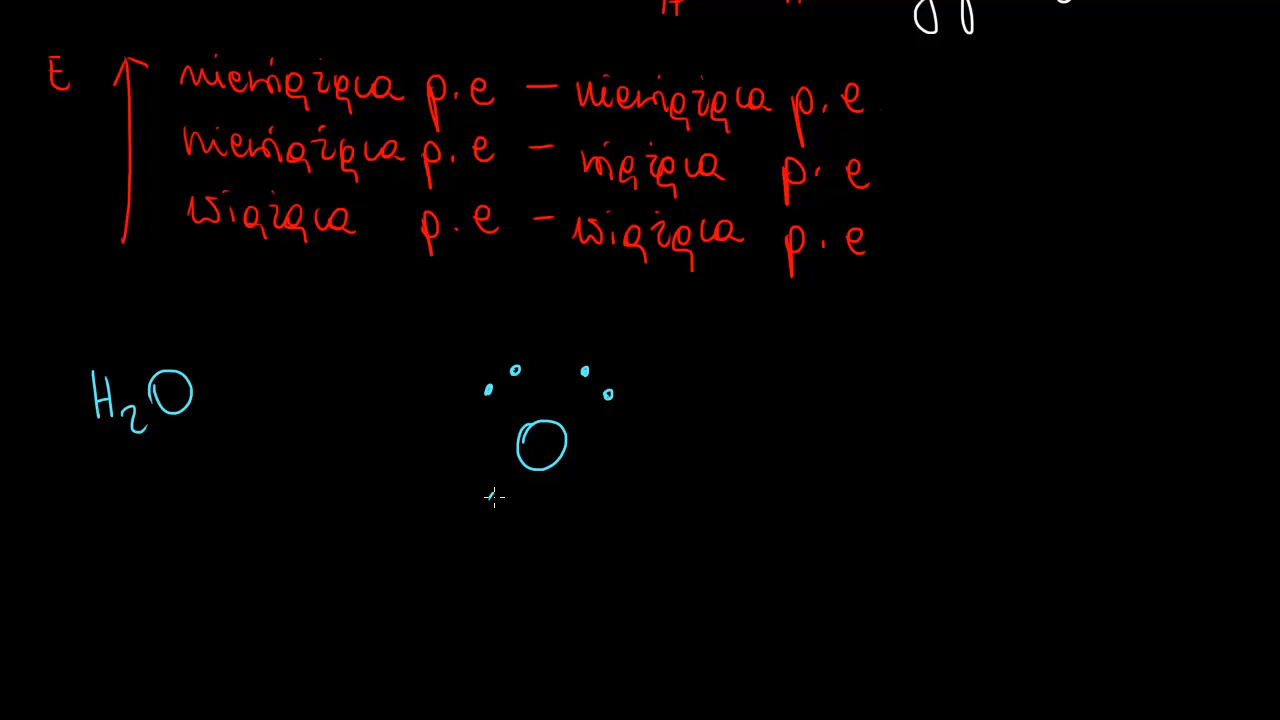 E
niewiążąca p.e – niewiążąca p.e
niewiążąca p.e – wiążąca p.e
wiążąca p.e – wiążąca p.e
H₂O
O